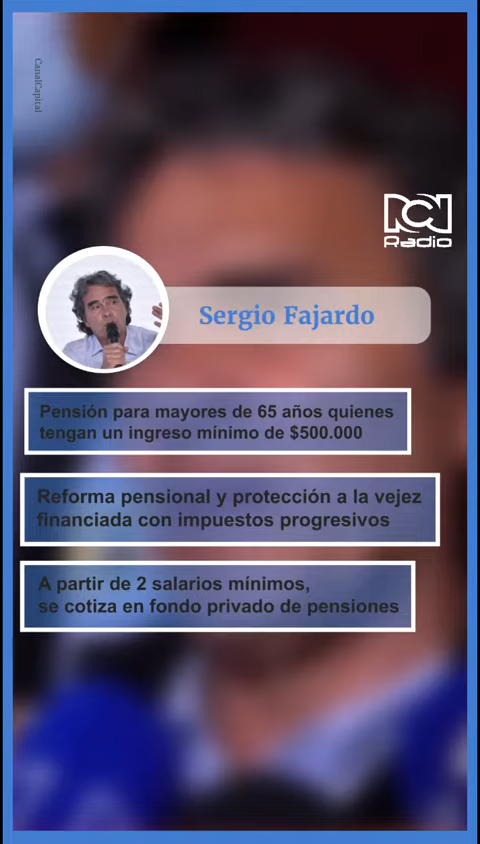 CanalCapital
RCN
Radio
Sergio Fajardo
Pensión para mayores de 65 años quienes
tengan un ingreso mínimo de $500.000
Reforma pensional y protección a la vejez
financiada con impuestos progresivos
A partir de 2 salarios mínimos,
se cotiza en fondo privado de pensiones